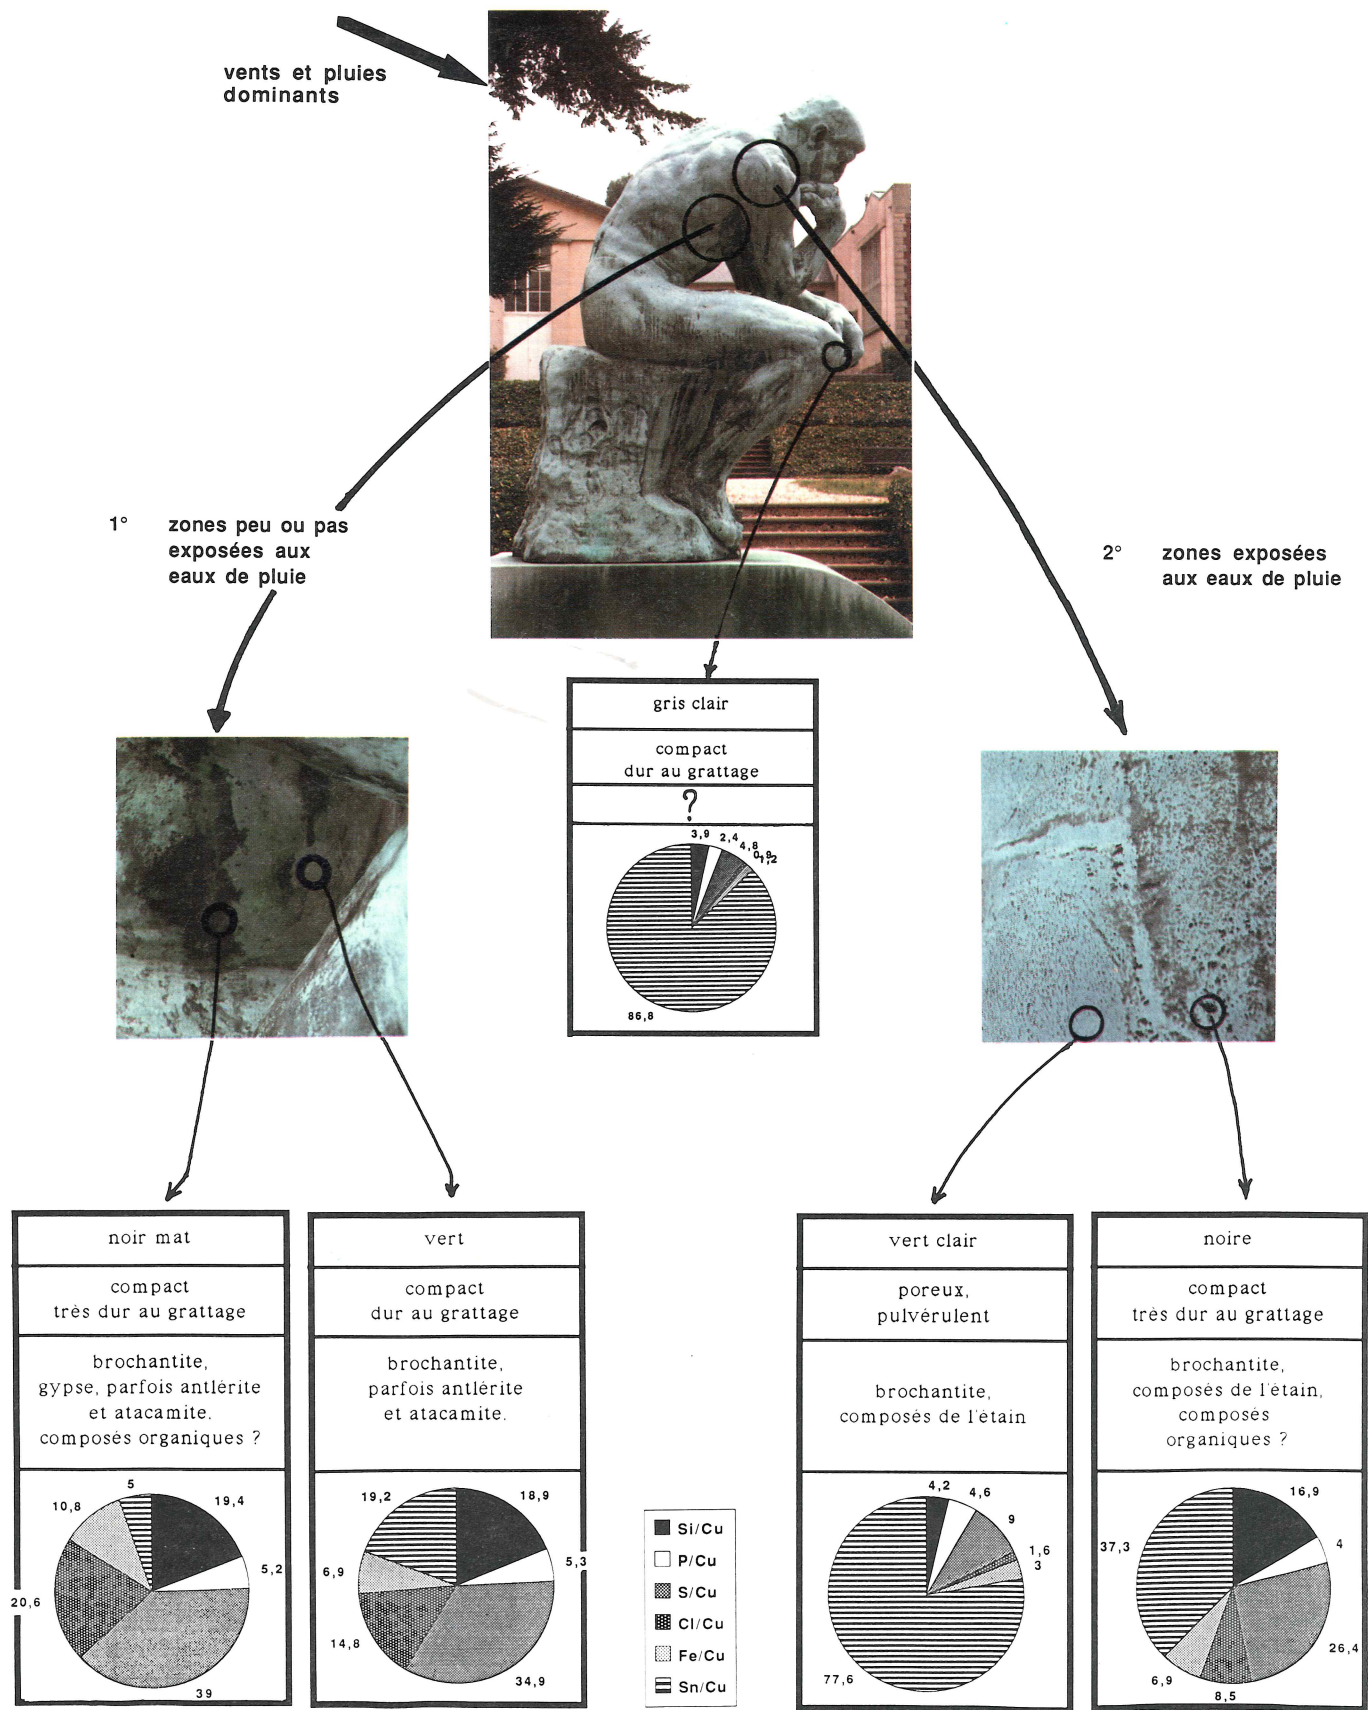 vents et pluies
dominants
1° zones peu ou pas
exposées aux
eaux de pluie
2° zones exposées
aux eaux de pluie
gris clair
compact
dur au grattage
?
3,9
2,4
4,8
0,9
1,2
86,8
noir mat
compact
très dur au grattage
brochantite,
gypse, parfois antlérite
et atacamite.
composés organiques ?
5
10,8
19,4
5,2
20,6
39
vert
compact
dur au grattage
brochantite,
parfois antlérite
et atacamite.
19,2
18,9
5,3
6,9
14,8
34,9
Si/Cu
P/Cu
S/Cu
Cl/Cu
Fe/Cu
Sn/Cu
vert clair
poreux,
pulvérulent
brochantite,
composés de l'étain
4,2
4,6
9
1,6
3
77,6
noire
compact
très dur au grattage
brochantite,
composés de l'étain,
composés
organiques ?
16,9
4
37,3
26,4
6,9
8,5